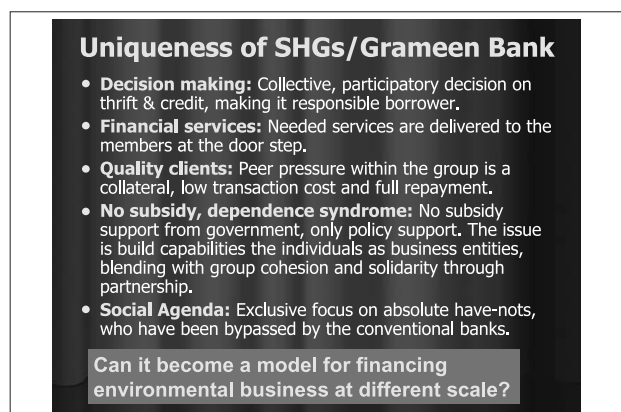 Uniqueness of SHGs/Grameen Bank
• Decision making: Collective, participatory decision on
thrift & credit, making it responsible borrower.
• Financial services: Needed services are delivered to the
members at the door step.
• Quality clients: Peer pressure within the group is a
collateral, low transaction cost and full repayment.
• No subsidy, dependence syndrome: No subsidy
support from government, only policy support. The issue
is build capabilities the individuals as business entities,
blending with group cohesion and solidarity through
partnership.
• Social Agenda: Exclusive focus on absolute have-nots,
who have been bypassed by the conventional banks.
Can it become a model for financing
environmental business at different scale?